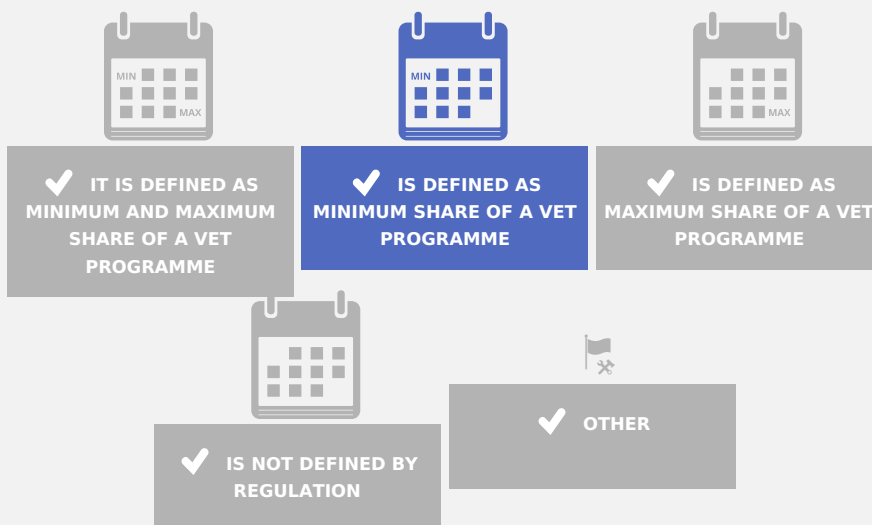 MIN
MAX
MIN
MAX
IT IS DEFINED AS
MINIMUM AND MAXIMUM
SHARE OF A VET
PROGRAMME
IS DEFINED AS
MINIMUM SHARE OF A VET
PROGRAMME
IS DEFINED AS
MAXIMUM SHARE OF A VET
PROGRAMME
IS NOT DEFINED BY
REGULATION
OTHER